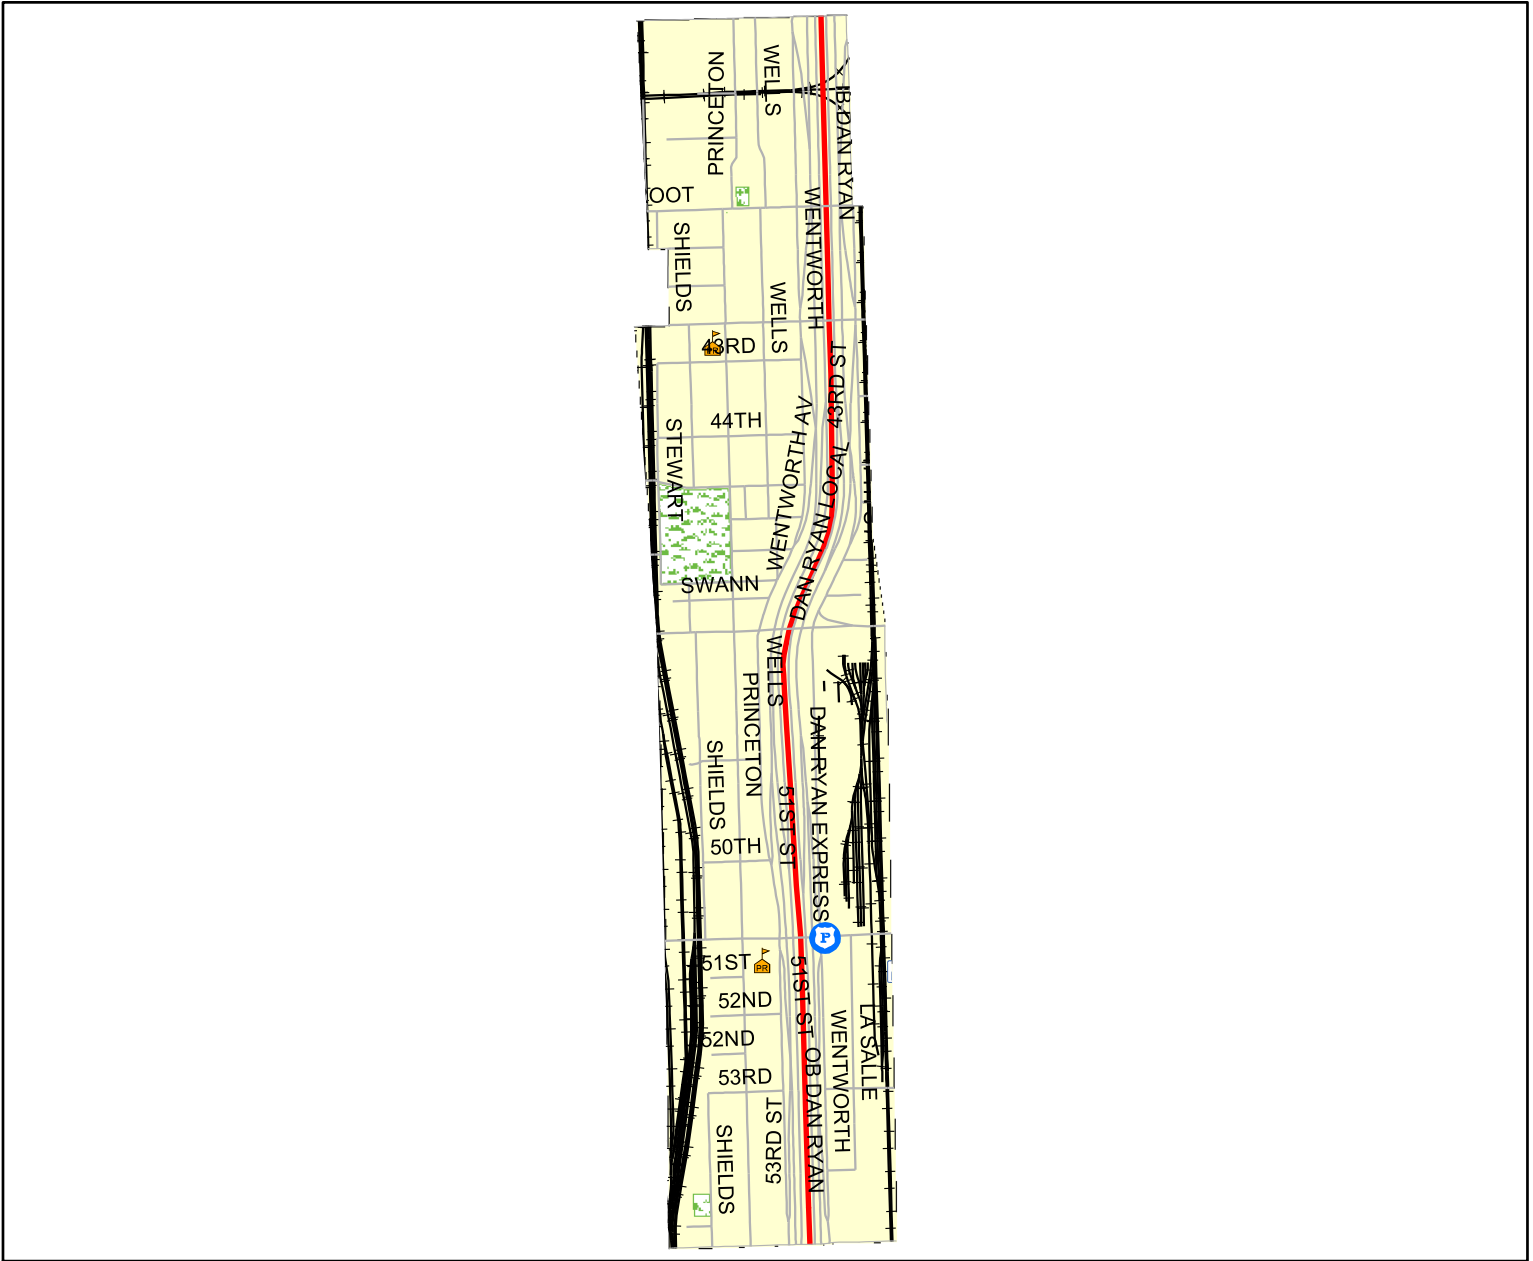 PRINCETON
WELLS
IB DAN RYAN
OOT
WENTWORTH
SHIELDS
WELLS
43RD
43RD ST
44TH
WENTWORTH AV
STEWART
DAN RYAN LOCAL
SWANN
WELLS
PRINCETON
DAN RYAN EXPRESS
SHIELDS
51ST ST
50TH
P
51ST
PR
51ST ST
52ND
LA SALLE
WENTWORTH
52ND
OB DAN RYAN
53RD
53RD ST
SHIELDS